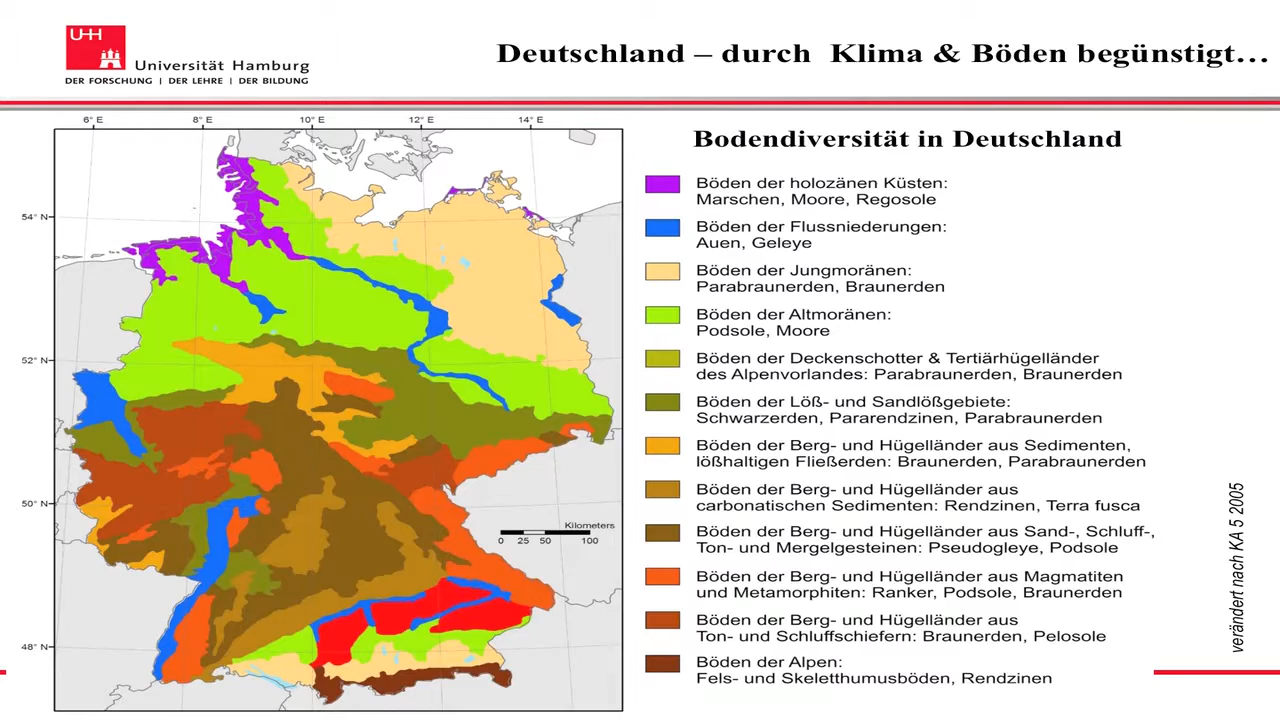 UHH
Universität Hamburg
DER FORSCHUNG | DER LEHRE | DER BILDUNG
Deutschland – durch Klima & Böden begünstigt...
6° E 8° E 10° E 12° E 14° E
54° N
52° N
50° N
48° N
Kilometers
0 25 50 100
Bodendiversität in Deutschland
Böden der holozänen Küsten:
Marschen, Moore, Regosole
Böden der Flussniederungen:
Auen, Geleye
Böden der Jungmoränen:
Parabraunerden, Braunerden
Böden der Altmoränen:
Podsole, Moore
Böden der Deckenschotter & Tertiärhügelländer
des Alpenvorlandes: Parabraunerden, Braunerden
Böden der Löß- und Sandlößgebiete:
Schwarzerden, Pararendzinen, Parabraunerden
Böden der Berg- und Hügelländer aus Sedimenten,
lößhaltigen Fließerden: Braunerden, Parabraunerden
Böden der Berg- und Hügelländer aus
carbonatischen Sedimenten: Rendzinen, Terra fusca
Böden der Berg- und Hügelländer aus Sand-, Schluff-,
Ton- und Mergelgesteinen: Pseudogleye, Podsole
Böden der Berg- und Hügelländer aus Magmatiten
und Metamorphiten: Ranker, Podsole, Braunerden
Böden der Berg- und Hügelländer aus
Ton- und Schluffschiefern: Braunerden, Pelosole
Böden der Alpen:
Fels- und Skeletthumusböden, Rendzinen
verändert nach KA 5 2005